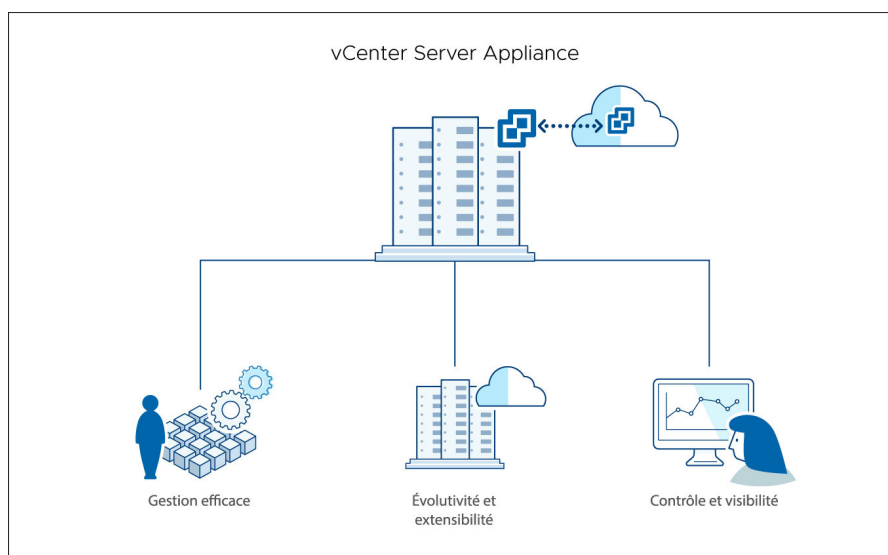 vCenter Server Appliance
Gestion efficace
Évolutivité et
extensibilité
Contrôle et visibilité